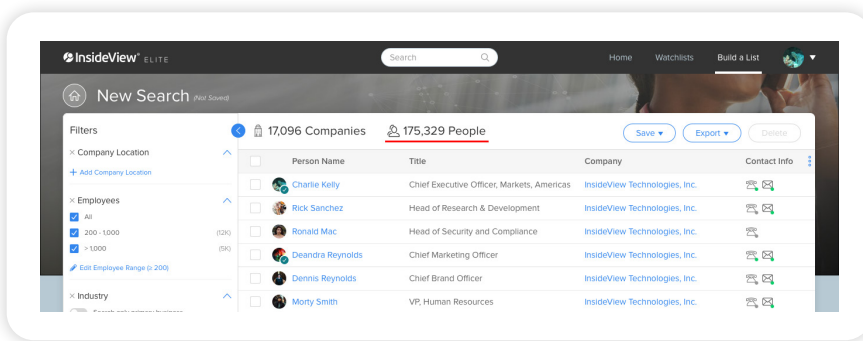 InsideView® ELITE
Search
Home Watchlists Build a List
New Search (Not Saved)
Filters
17,096 Companies 175,329 People
Save Export Delete
× Company Location
+ Add Company Location
× Employees
All
200 - 1,000 (12K)
> 1,000 (5K)
Edit Employee Range (≥ 200)
× Industry
Search only primary business
Person Name Title Company Contact Info
Charlie Kelly Chief Executive Officer, Markets, Americas InsideView Technologies, Inc.
Rick Sanchez Head of Research & Development InsideView Technologies, Inc.
Ronald Mac Head of Security and Compliance InsideView Technologies, Inc.
Deandra Reynolds Chief Marketing Officer InsideView Technologies, Inc.
Dennis Reynolds Chief Brand Officer InsideView Technologies, Inc.
Morty Smith VP, Human Resources InsideView Technologies, Inc.